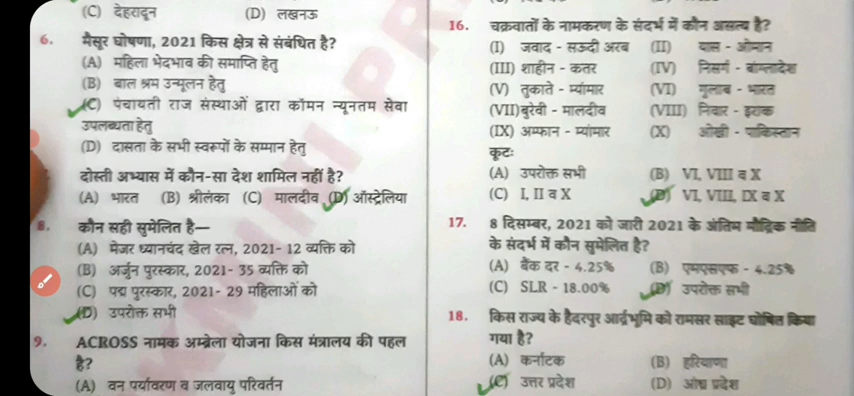 (C) देहरादून (D) लखनऊ
6. मैसुर घोषणा, 2021 किस क्षेत्र से संबंधित है?
(A) महिला भेदभाव की समाप्ति हेतु
(B) बाल श्रम उन्मूलन हेतु
(C) पंचायती राज संस्थाओं द्वारा कॉमन न्यूनतम सेवा
उपलब्धता हेतु
(D) दासता के सभी स्वरूपों के सम्मान हेतु
दोस्ती अभ्यास में कौन-सा देश शामिल नहीं है?
(A) भारत (B) श्रीलंका (C) मालदीव (D) ऑस्ट्रेलिया
8. कौन सही सुमेलित है—
(A) मेजर ध्यानचंद खेल रत्न, 2021- 12 व्यक्ति को
(B) अर्जुन पुरस्कार, 2021- 35 व्यक्ति को
(C) पद्म पुरस्कार, 2021- 29 महिलाओं को
(D) उपरोक्त सभी
9. ACROSS नामक अम्ब्रेला योजना किस मंत्रालय की पहल
है?
(A) वन पर्यावरण व जलवायु परिवर्तन
16. चक्रवातों के नामकरण के संदर्भ में कौन असत्य है?
(I) जवाद - सऊदी अरब (II) यास - ओमान
(III) शाहीन - कतर (IV) निसर्ग - बांग्लादेश
(V) तुकाते - म्यांमार (VI) गुलाब - भारत
(VII) बुरेवी - मालदीव (VIII) निवार - इराक
(IX) अम्फान - म्यांमार (X) ओखी - पाकिस्तान
कूटः
(A) उपरोक्त सभी (B) VI, VIII व X
(C) I, II व X (D) VI, VIII, IX व X
17. 8 दिसम्बर, 2021 को जारी 2021 के अंतिम मौद्रिक नीति
के संदर्भ में कौन सुमेलित है?
(A) बैंक दर - 4.25% (B) एमएसएफ - 4.25%
(C) SLR - 18.00% (D) उपरोक्त सभी
18. किस राज्य के हैदरपुर आर्द्रभूमि को रामसर साइट घोषित किया
गया है?
(A) कर्नाटक (B) हरियाणा
(C) उत्तर प्रदेश (D) आंध्र प्रदेश